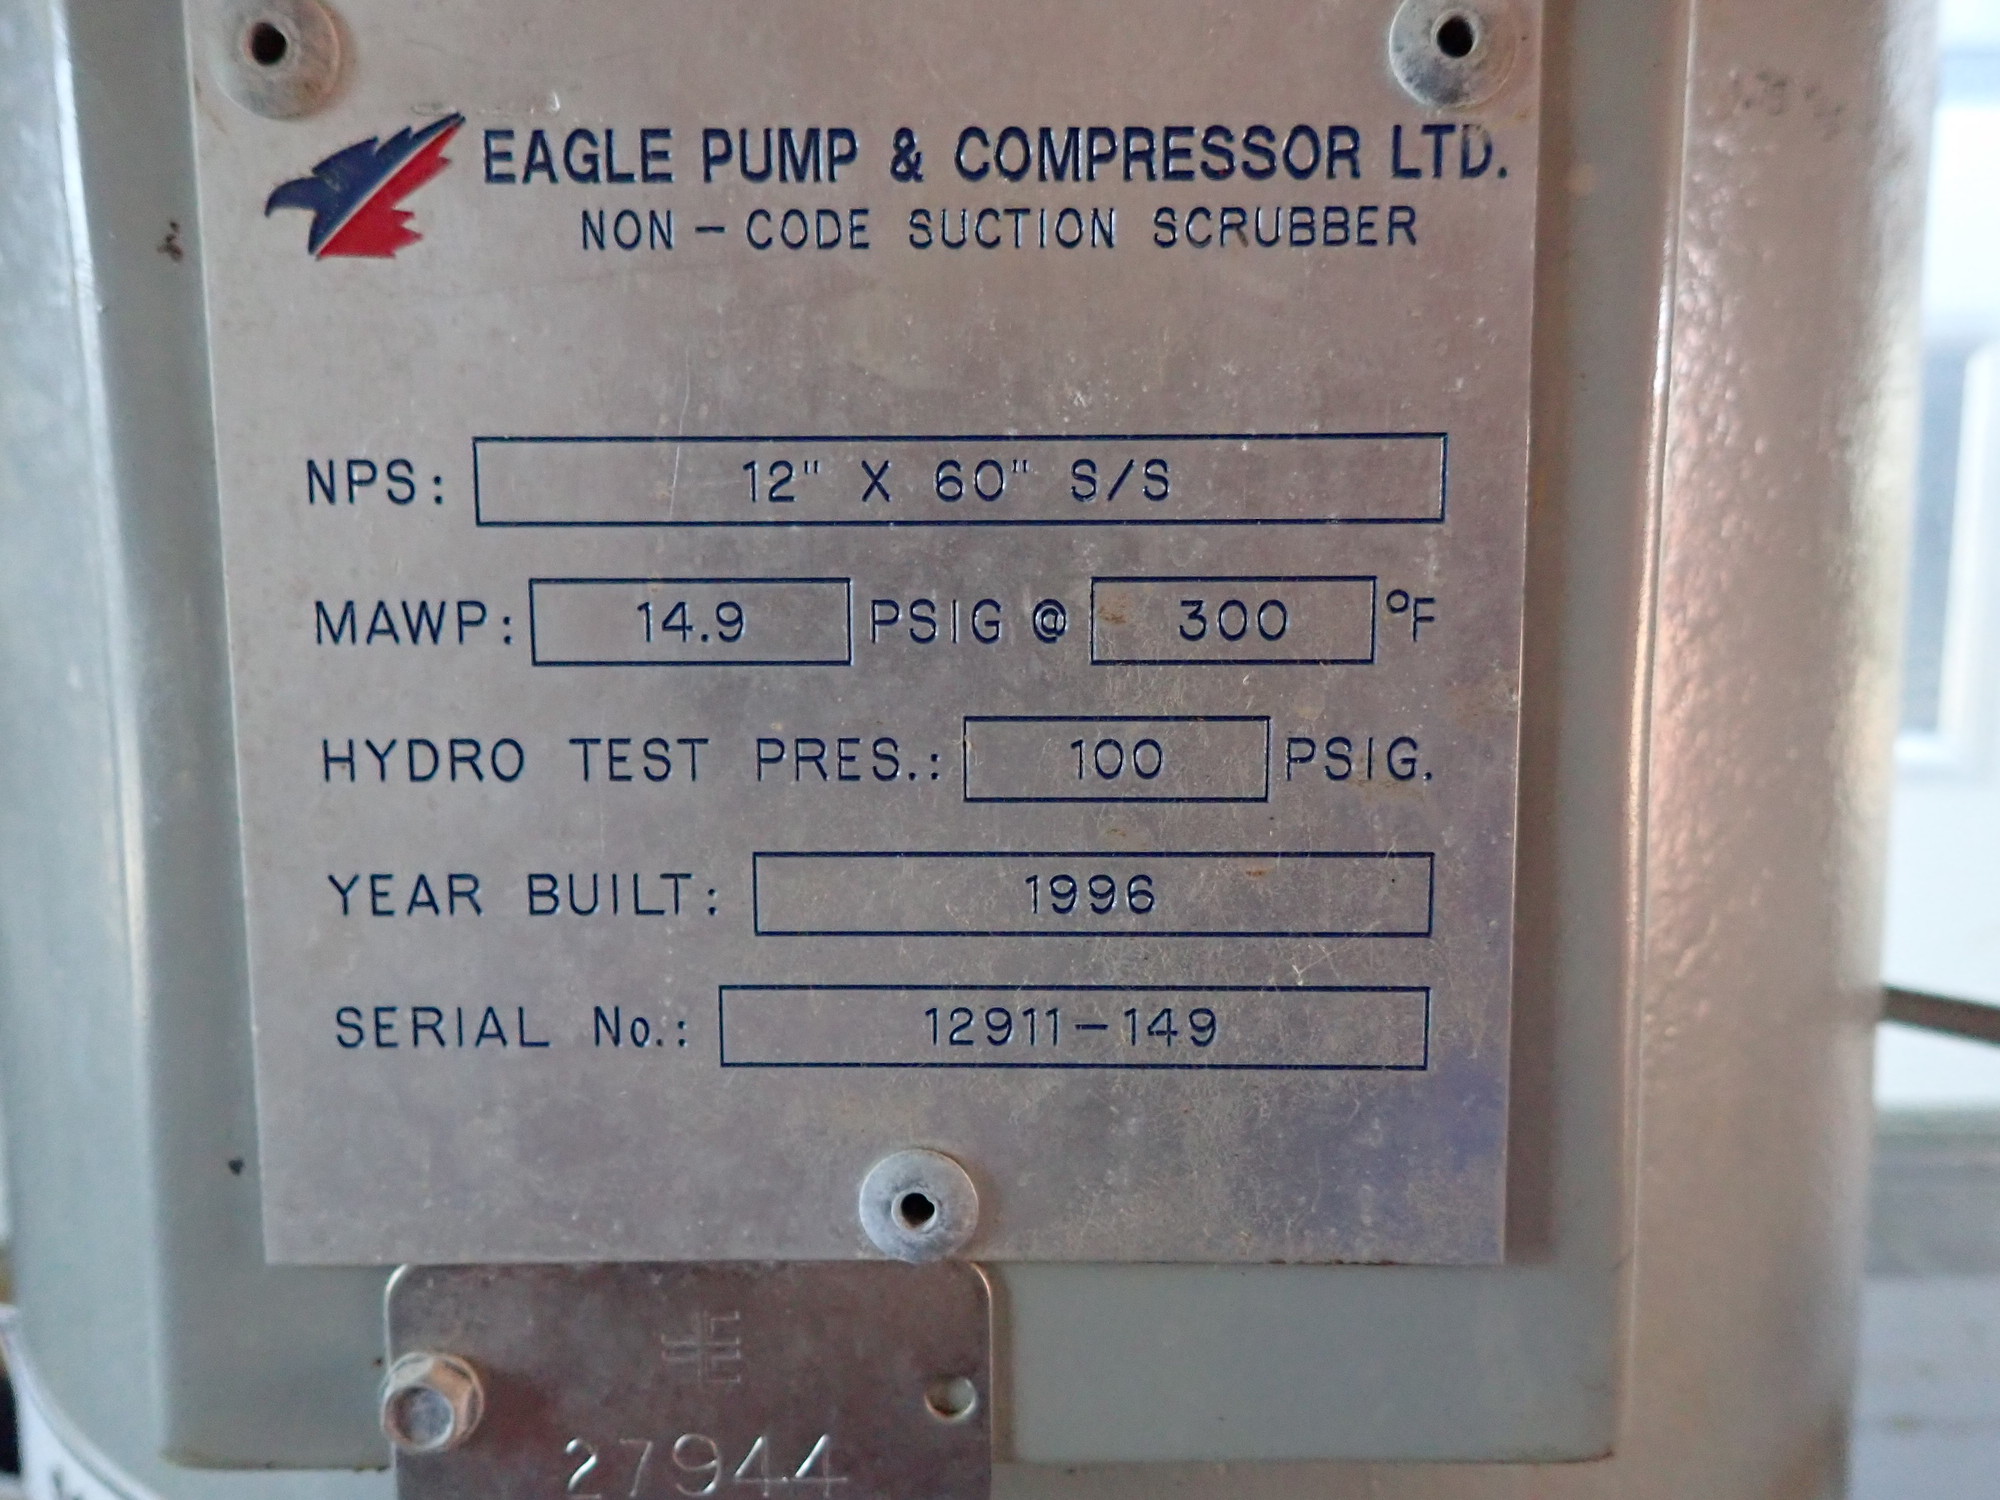 EAGLE PUMP & COMPRESSOR LTD.
NON-CODE SUCTION SCRUBBER
NPS: 12" X 60" S/S
MAWP: 14.9 PSIG @ 300 °F
HYDRO TEST PRES.: 100 PSIG.
YEAR BUILT: 1996
SERIAL No.: 12911-149
27944